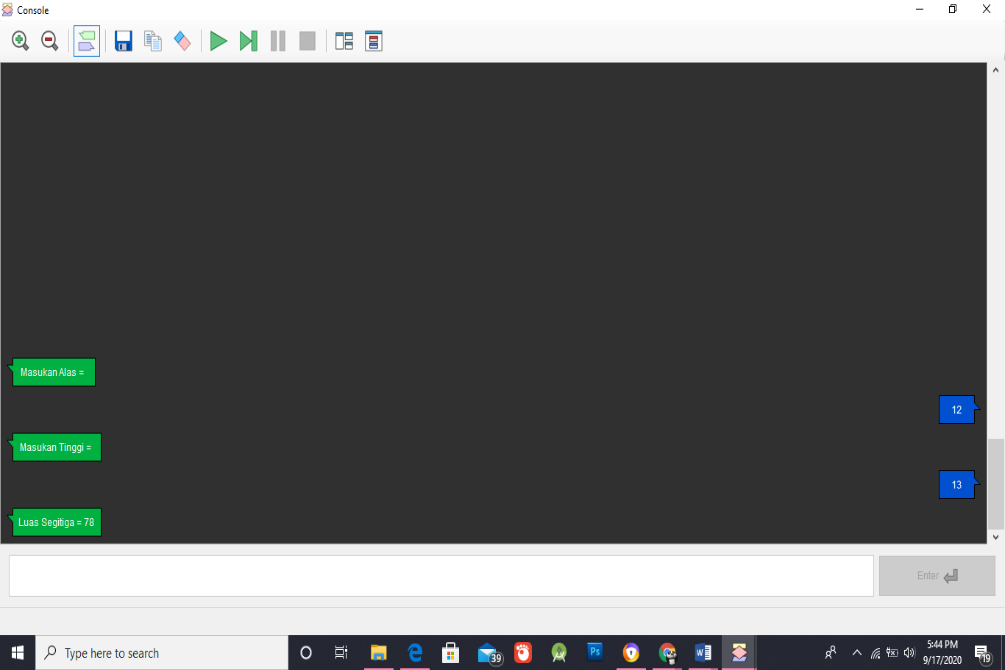 Console
Masukan Alas =
12
Masukan Tinggi =
13
Luas Segitiga = 78
Enter
Type here to search
39
Ps
W
5:44 PM
9/17/2020
19